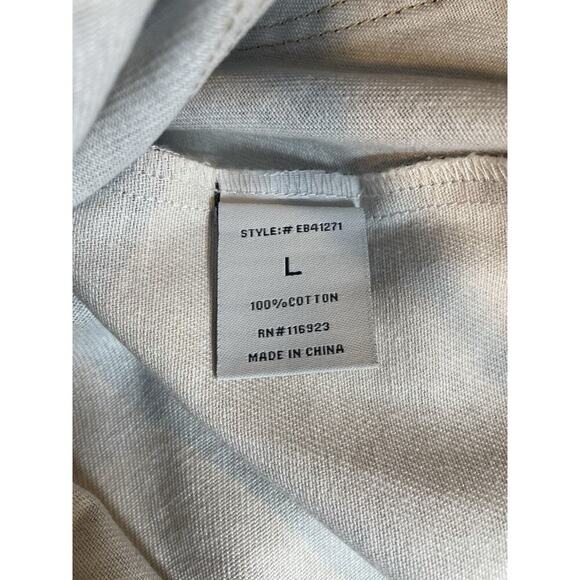 STYLE:# EB41271
L
100%COTTON
RN#116923
MADE IN CHINA